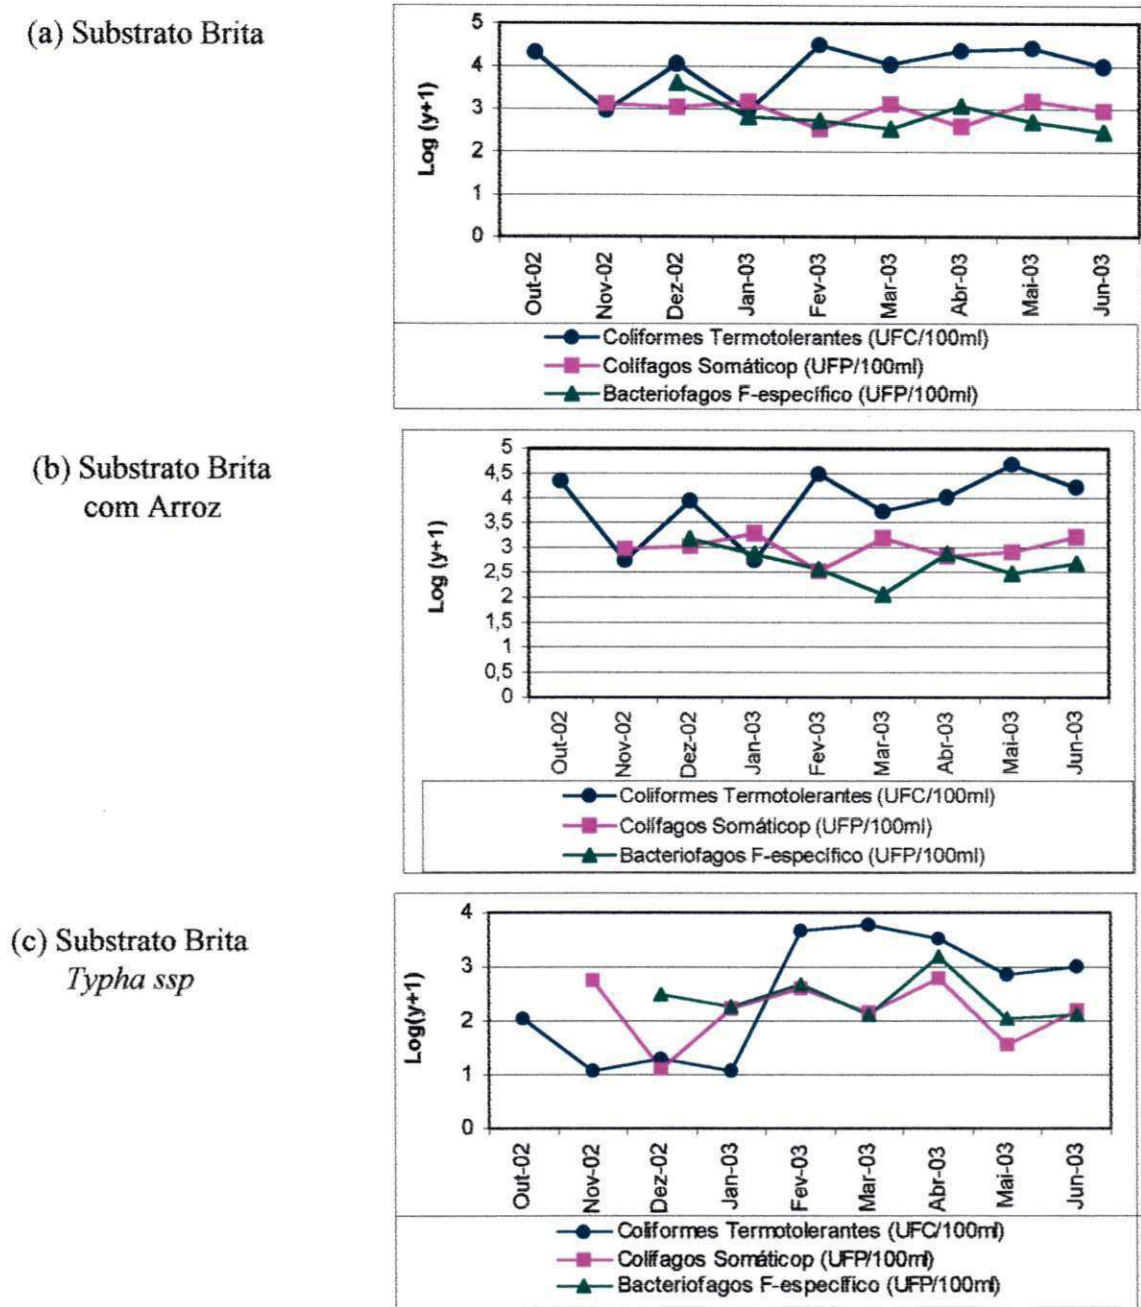 (a) Substrato Brita
Log (y+1)
5
4
3
2
1
0
Out-02
Nov-02
Dez-02
Jan-03
Fev-03
Mar-03
Abr-03
Mai-03
Jun-03
Coliformes Termotolerantes (UFC/100ml)
Colífagos Somáticop (UFP/100ml)
Bacteriofagos F-específico (UFP/100ml)
(b) Substrato Brita
com Arroz
Log (y+1)
5
4,5
4
3,5
3
2,5
2
1,5
1
0,5
0
Out-02
Nov-02
Dez-02
Jan-03
Fev-03
Mar-03
Abr-03
Mai-03
Jun-03
Coliformes Termotolerantes (UFC/100ml)
Colífagos Somáticop (UFP/100ml)
Bacteriofagos F-específico (UFP/100ml)
(c) Substrato Brita
Typha ssp
Log(y+1)
4
3
2
1
0
Out-02
Nov-02
Dez-02
Jan-03
Fev-03
Mar-03
Abr-03
Mai-03
Jun-03
Coliformes Termotolerantes (UFC/100ml)
Colífagos Somáticop (UFP/100ml)
Bacteriofagos F-específico (UFP/100ml)